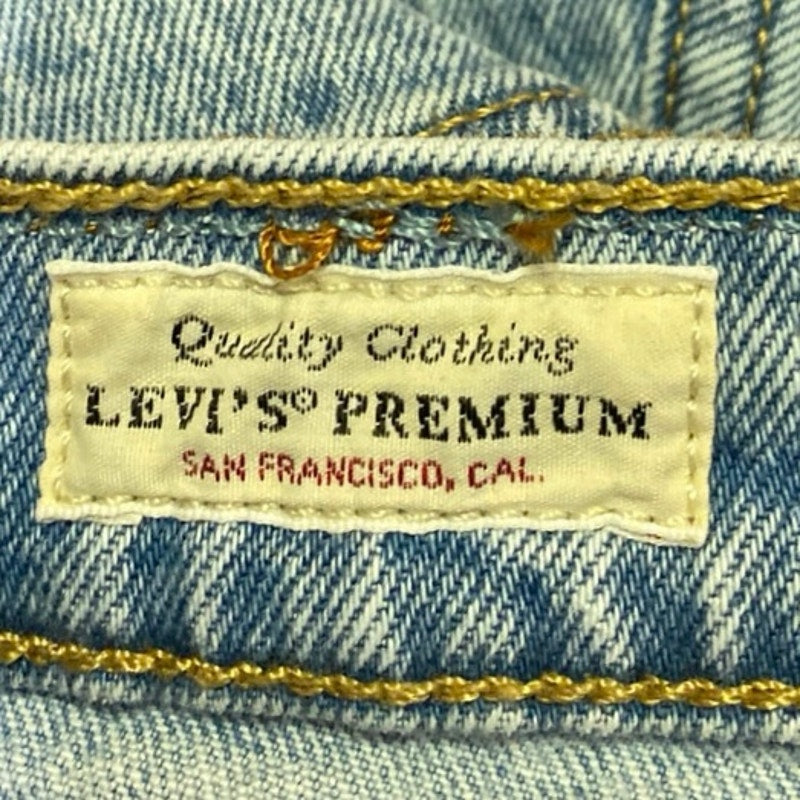 Quality Clothing
LEVI'S® PREMIUM
SAN FRANCISCO, CAL.